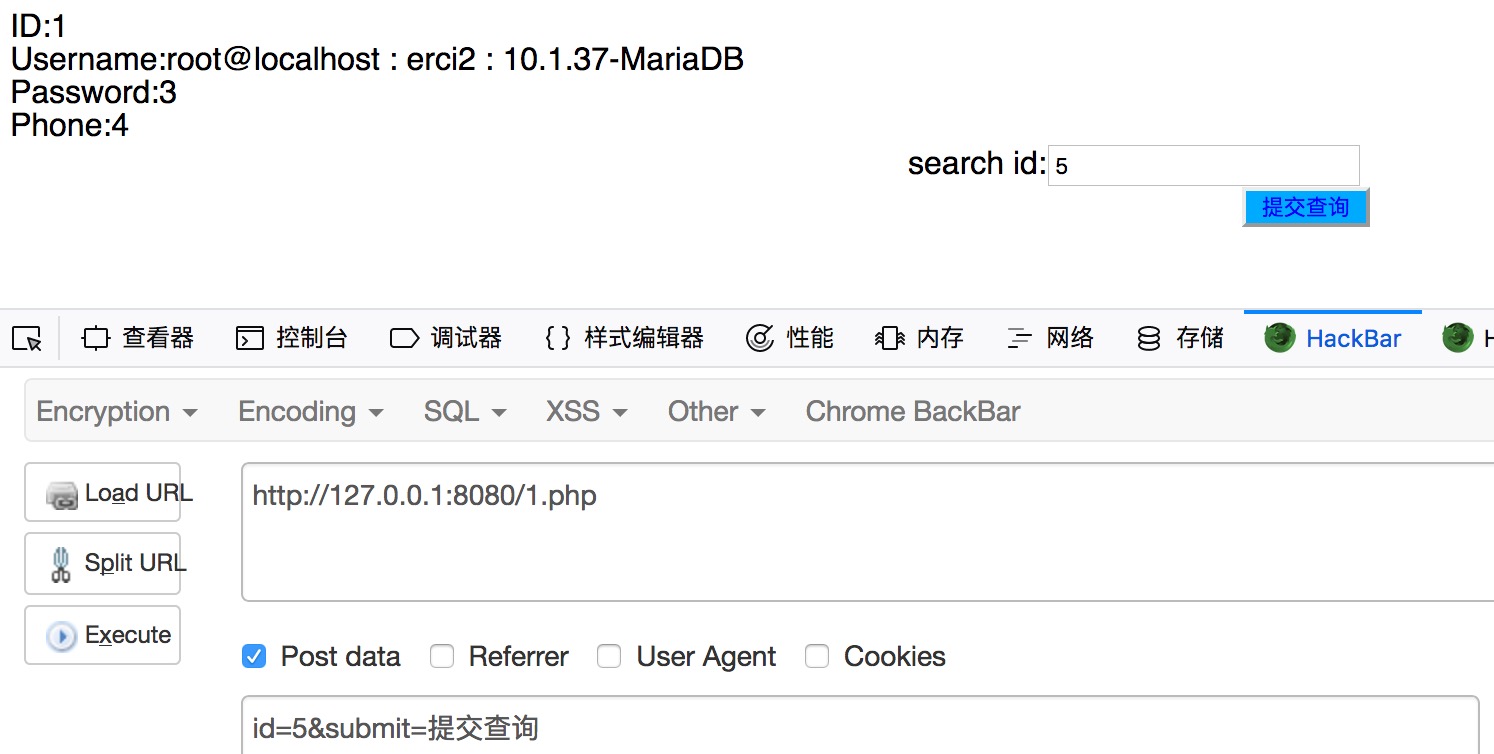 ID:1
Username:root@localhost : erci2 : 10.1.37-MariaDB
Password:3
Phone:4
search id: 5
提交查询
查看器 控制台 调试器 { } 样式编辑器 性能 内存 网络 存储 HackBar H
Encryption Encoding SQL XSS Other Chrome BackBar
Load URL
http://127.0.0.1:8080/1.php
Split URL
Execute
Post data Referrer User Agent Cookies
id=5&submit=提交查询